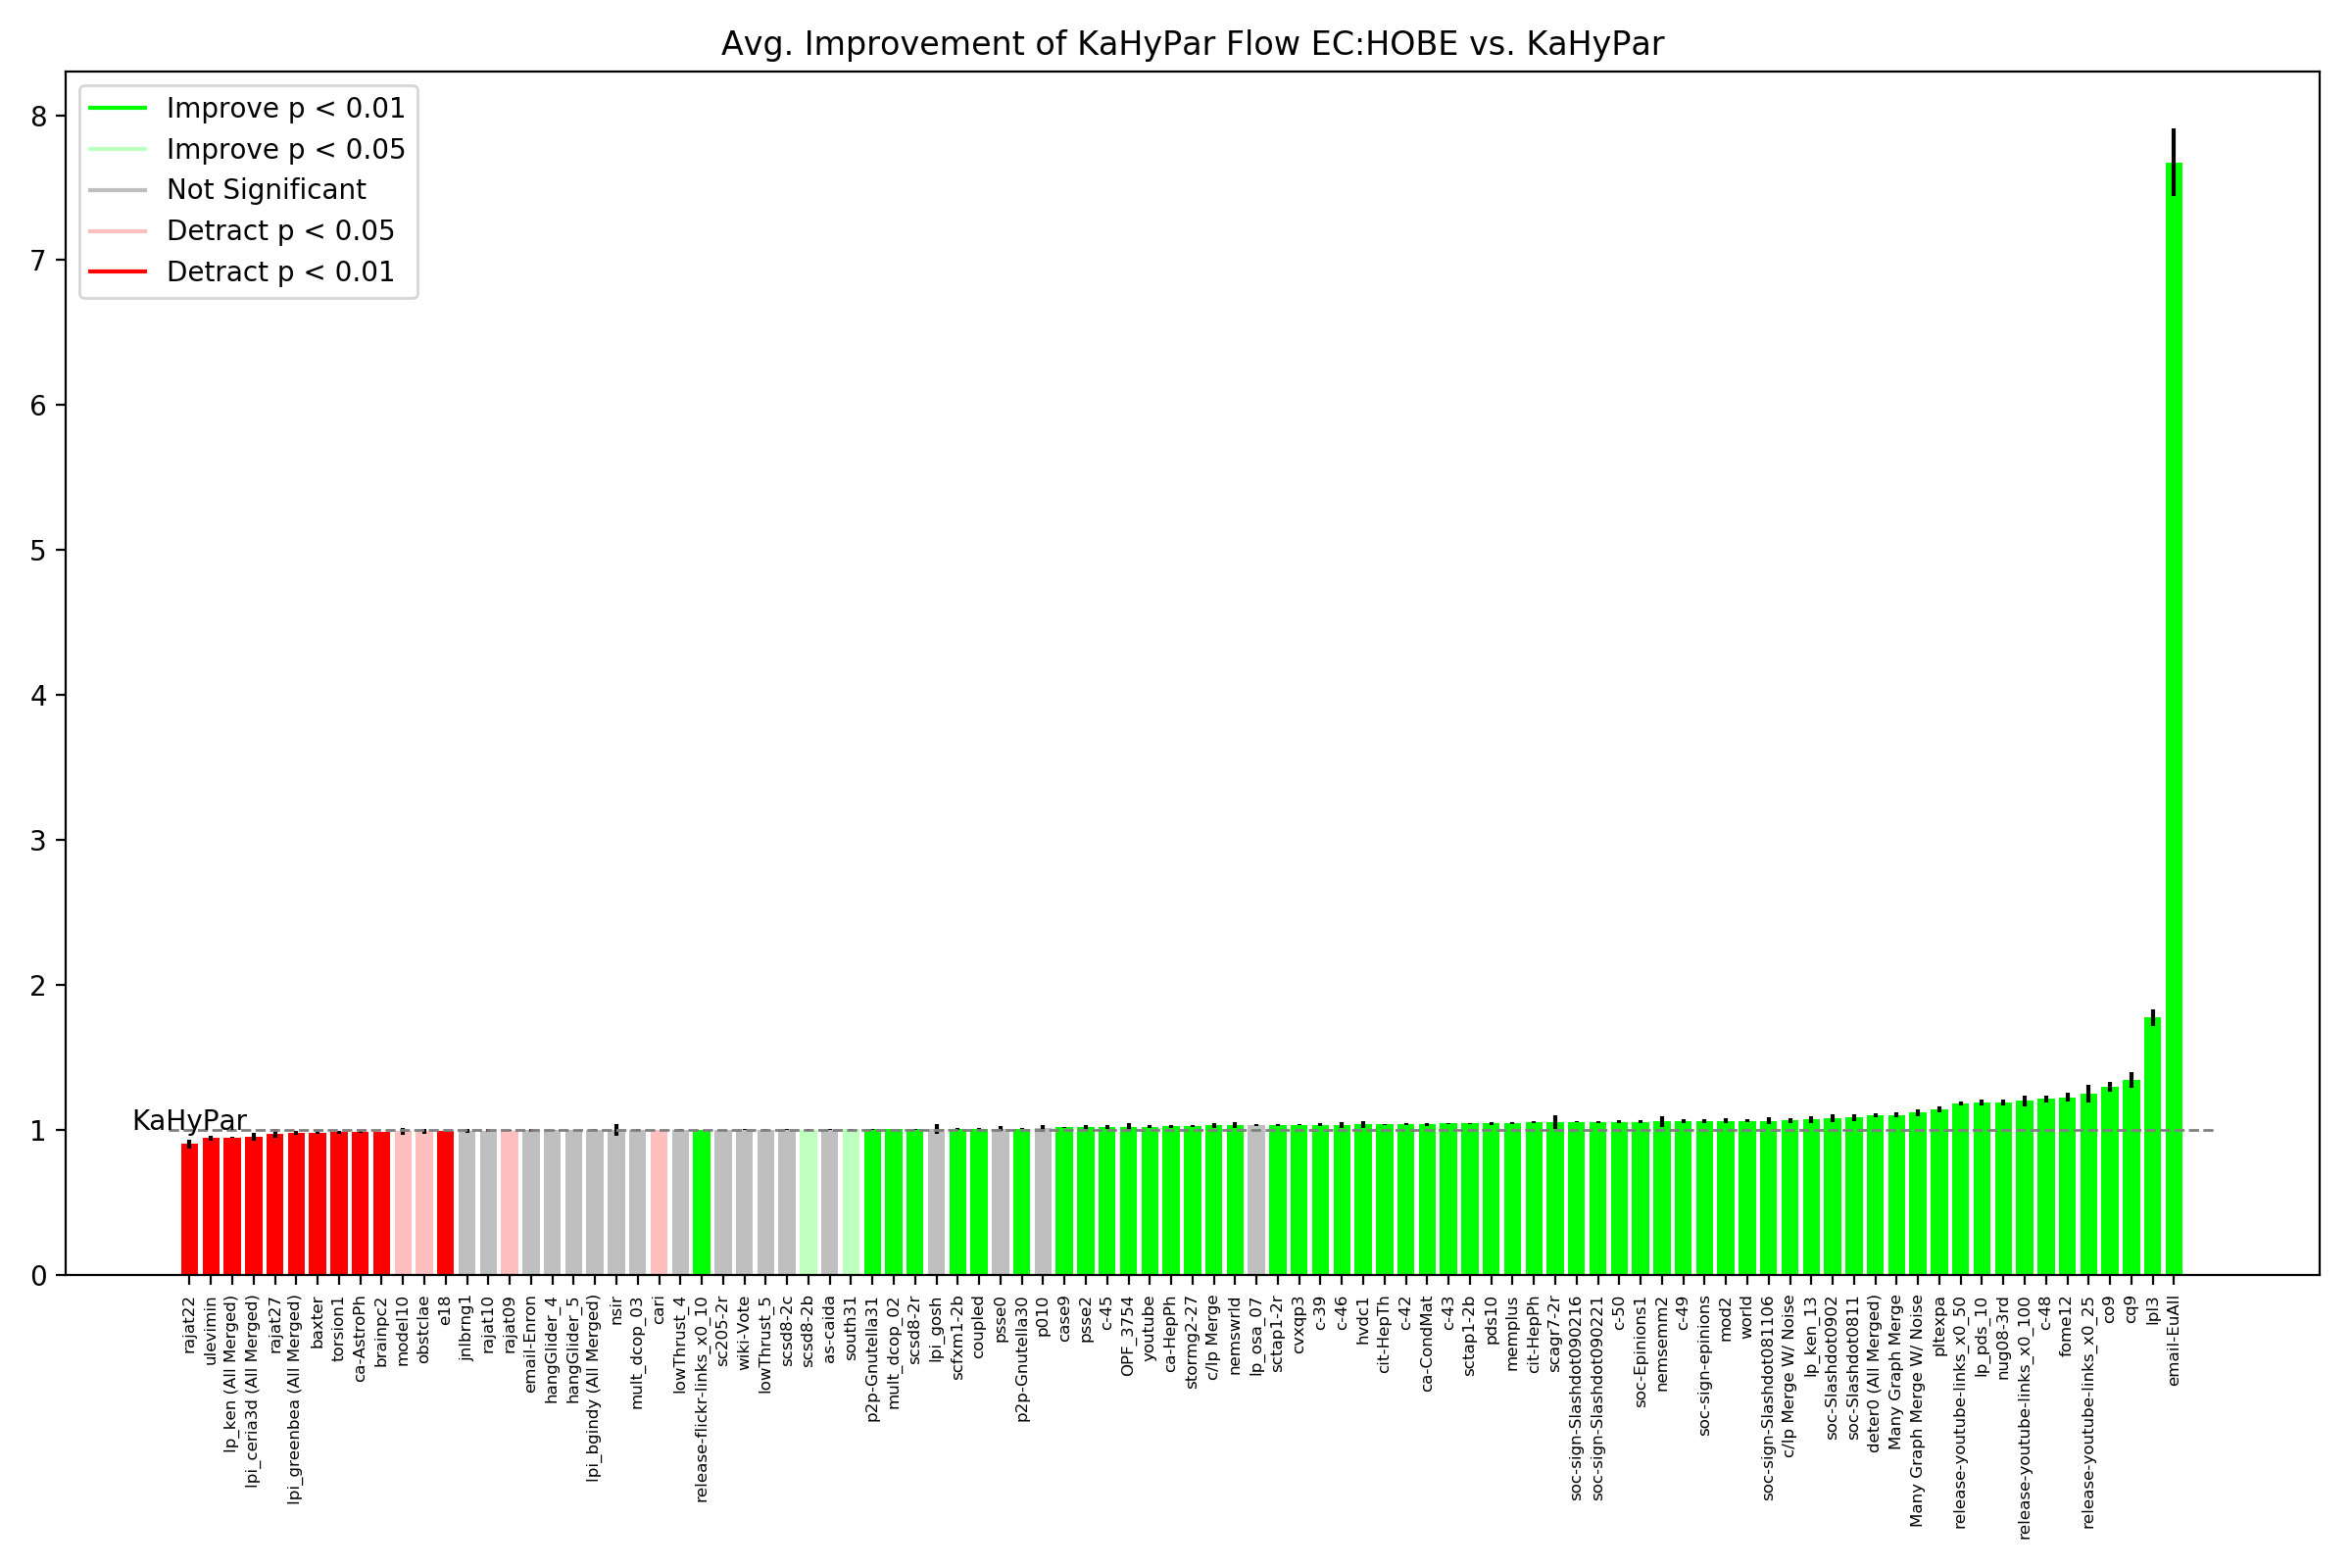 Avg. Improvement of KaHyPar Flow EC:HOBE vs. KaHyPar
Improve p < 0.01
Improve p < 0.05
Not Significant
Detract p < 0.05
Detract p < 0.01
8
7
6
5
4
3
2
1
0
KaHyPar
rajat22
ulevimin
lp_ken (All Merged)
lpi_ceria3d (All Merged)
rajat27
lpi_greenbea (All Merged)
baxter
torsion1
ca-AstroPh
brainpc2
model10
obstclae
e18
jnlbrng1
rajat10
rajat09
email-Enron
hangGlider_4
hangGlider_5
lpi_bgindy (All Merged)
nsir
mult_dcop_03
cari
lowThrust_4
release-flickr-links_x0_10
sc205-2r
wiki-Vote
lowThrust_5
scsd8-2c
scsd8-2b
as-caida
south31
p2p-Gnutella31
mult_dcop_02
scsd8-2r
lpi_gosh
scfxm1-2b
coupled
psse0
p2p-Gnutella30
p010
case9
psse2
c-45
OPF_3754
youtube
ca-HepPh
stormg2-27
c/lp Merge
nemswrld
lp_osa_07
sctap1-2r
cvxqp3
c-39
c-46
hvdc1
cit-HepTh
c-42
ca-CondMat
c-43
sctap1-2b
pds10
memplus
cit-HepPh
scagr7-2r
soc-sign-Slashdot090216
soc-sign-Slashdot090221
c-50
soc-Epinions1
nemsemm2
c-49
soc-sign-epinions
mod2
world
soc-sign-Slashdot081106
c/lp Merge W/ Noise
lp_ken_13
soc-Slashdot0902
soc-Slashdot0811
deter0 (All Merged)
Many Graph Merge
Many Graph Merge W/ Noise
pltexpa
release-youtube-links_x0_50
lp_pds_10
nug08-3rd
release-youtube-links_x0_100
c-48
fome12
release-youtube-links_x0_25
co9
cq9
lpl3
email-EuAll